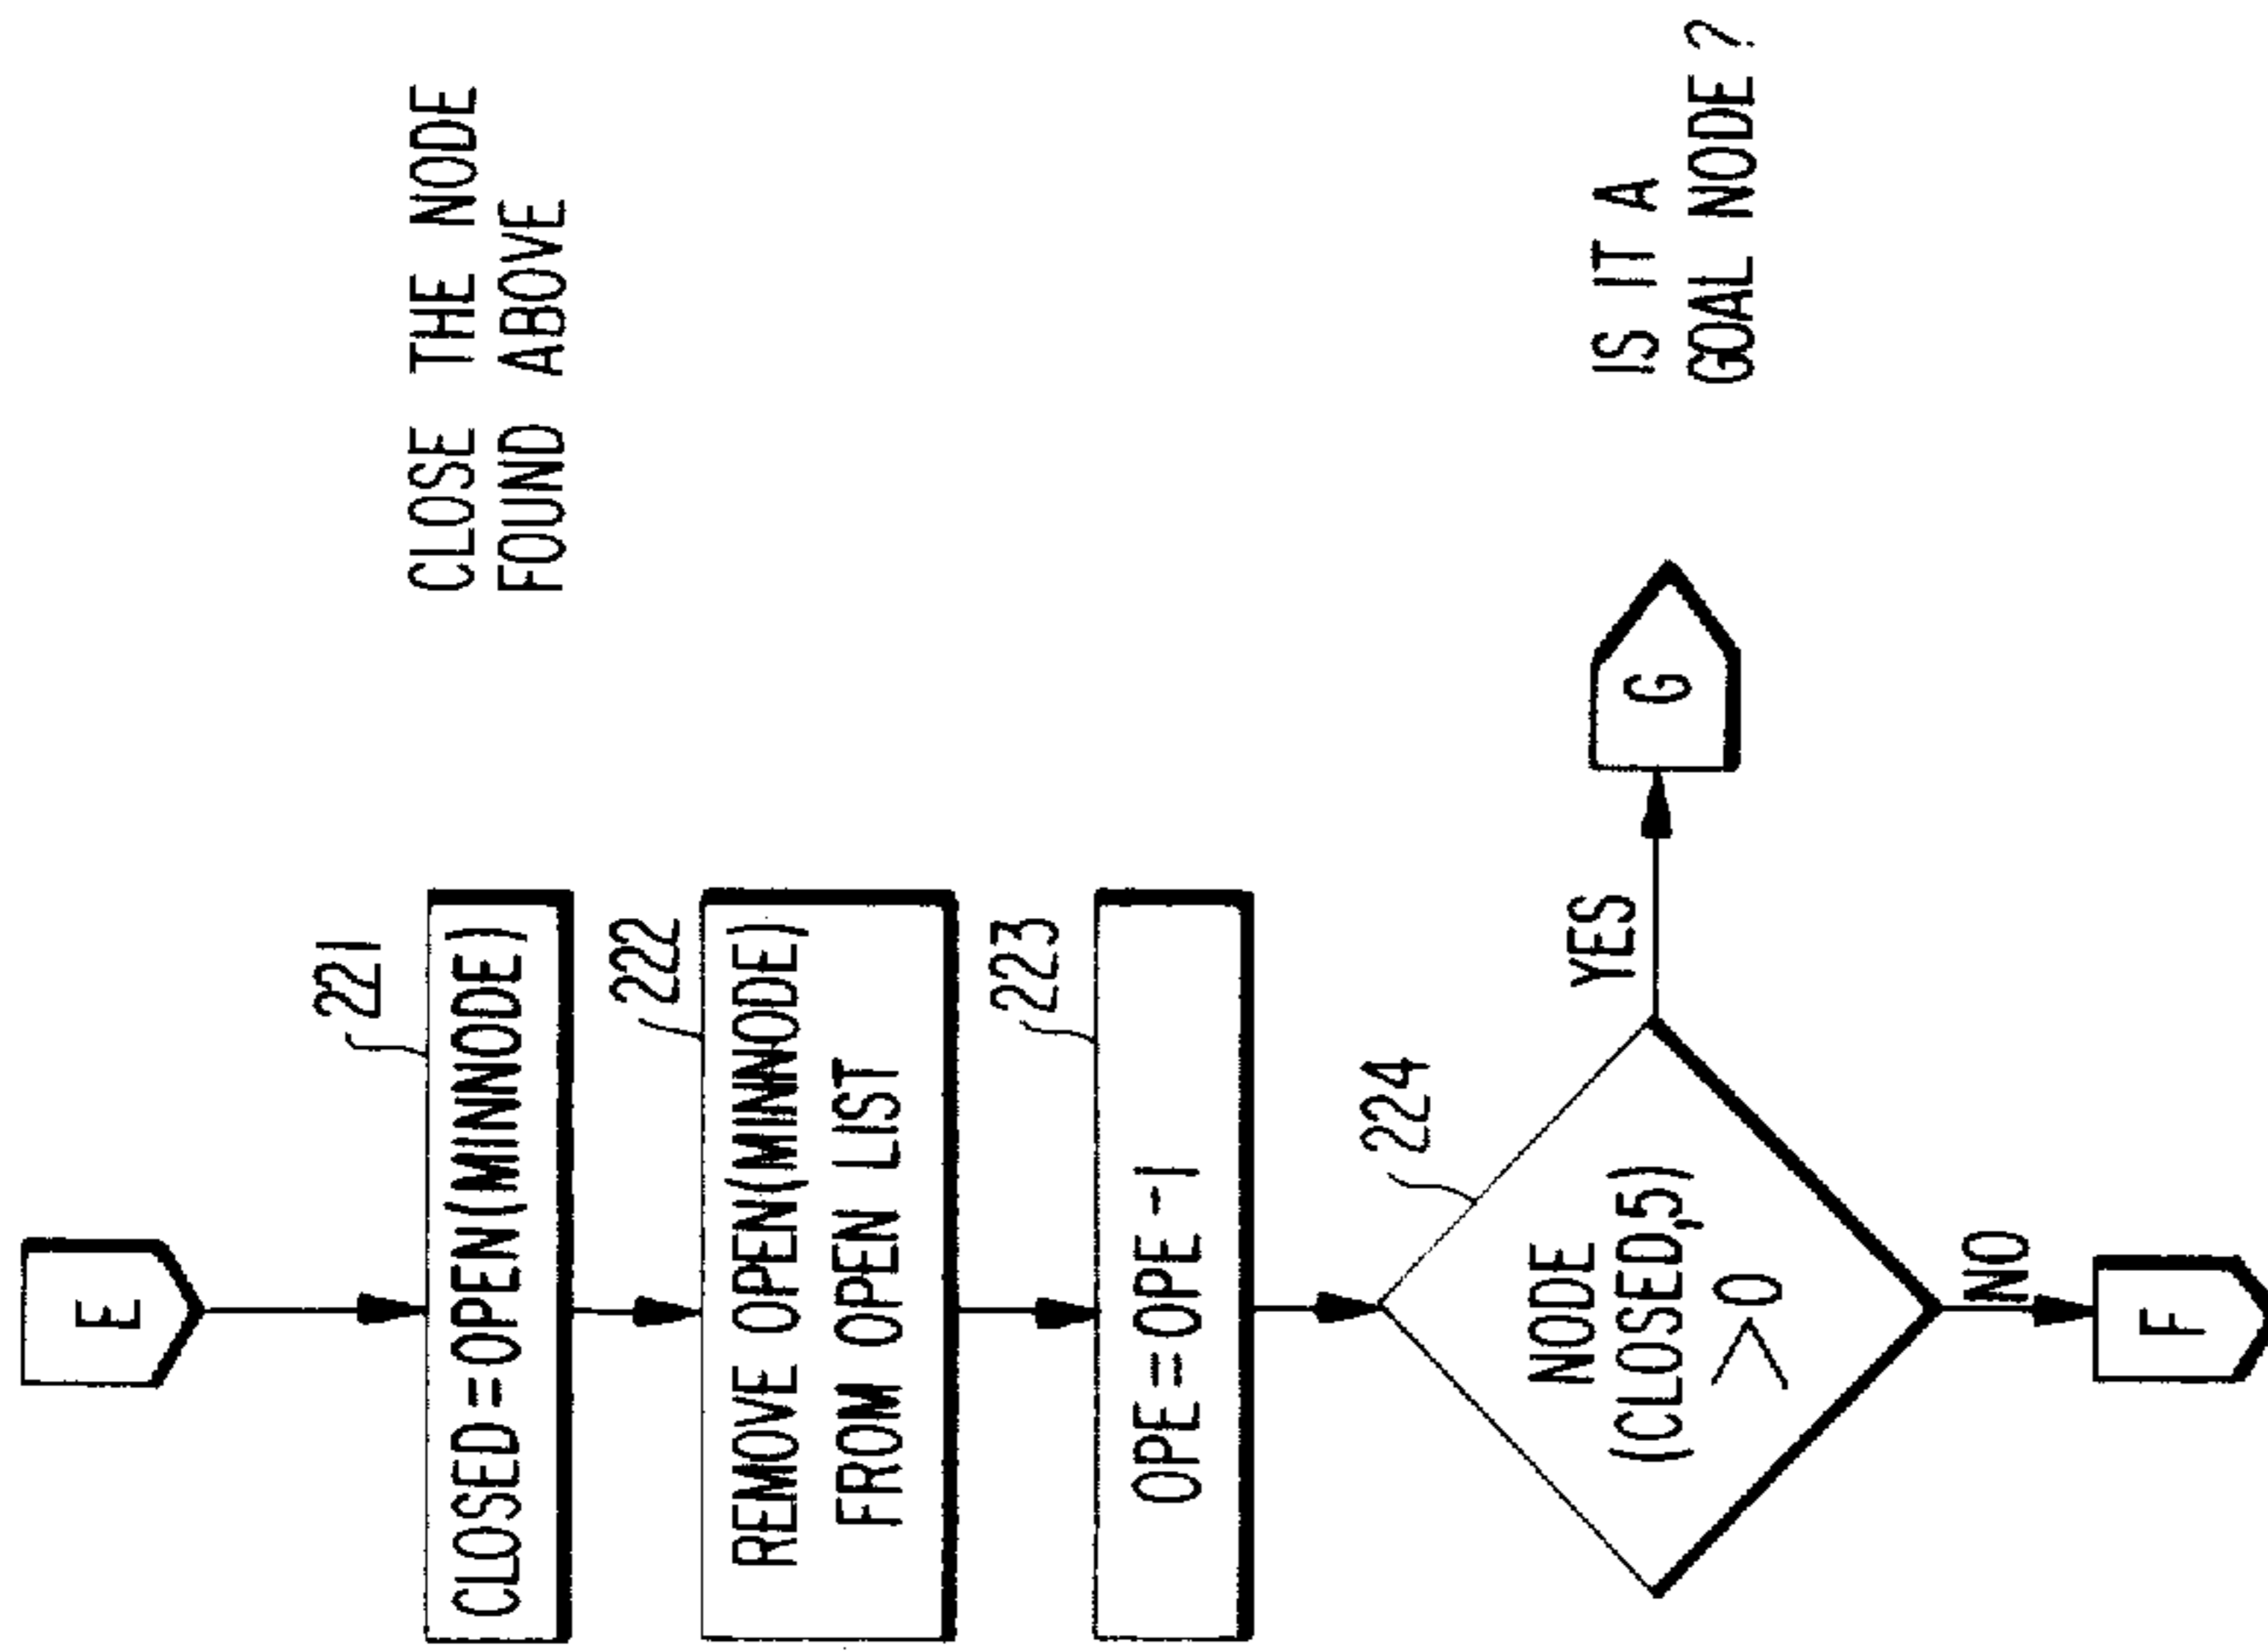 E
221
CLOSED=OPEN(MINNODE)
CLOSE THE NODE
FOUND ABOVE
222
REMOVE OPEN(MINNODE)
FROM OPEN LIST
223
OPE=OPE-1
224
NODE
(CLOSED,5)
>0
YES
G
IS IT A
GOAL NODE ?
NO
F